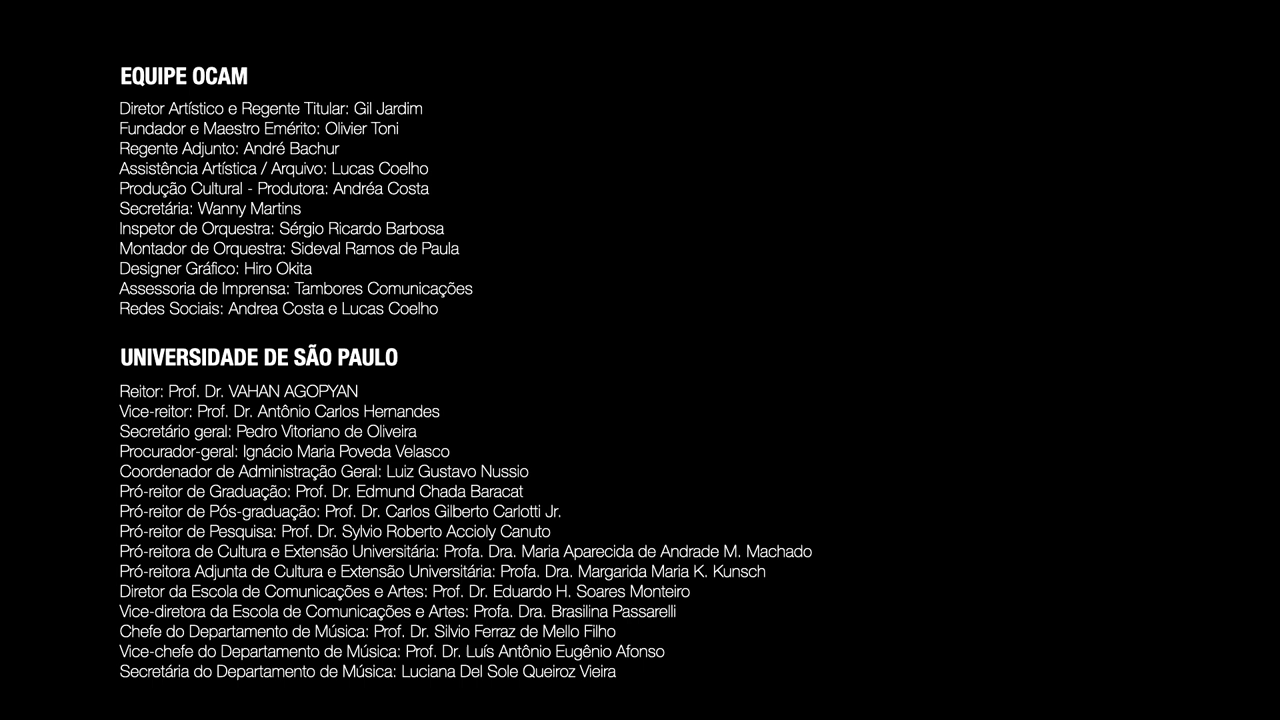 EQUIPE OCAM
Diretor Artístico e Regente Titular: Gil Jardim
Fundador e Maestro Emérito: Olivier Toni
Regente Adjunto: André Bachur
Assistência Artística / Arquivo: Lucas Coelho
Produção Cultural - Produtora: Andréa Costa
Secretária: Wanny Martins
Inspetor de Orquestra: Sérgio Ricardo Barbosa
Montador de Orquestra: Sideval Ramos de Paula
Designer Gráfico: Hiro Okita
Assessoria de Imprensa: Tambores Comunicações
Redes Sociais: Andrea Costa e Lucas Coelho
UNIVERSIDADE DE SÃO PAULO
Reitor: Prof. Dr. VAHAN AGOPYAN
Vice-reitor: Prof. Dr. Antônio Carlos Hernandes
Secretário geral: Pedro Vitoriano de Oliveira
Procurador-geral: Ignácio Maria Poveda Velasco
Coordenador de Administração Geral: Luiz Gustavo Nussio
Pró-reitor de Graduação: Prof. Dr. Edmund Chada Baracat
Pró-reitor de Pós-graduação: Prof. Dr. Carlos Gilberto Carlotti Jr.
Pró-reitor de Pesquisa: Prof. Dr. Sylvio Roberto Accioly Canuto
Pró-reitora de Cultura e Extensão Universitária: Profa. Dra. Maria Aparecida de Andrade M. Machado
Pró-reitora Adjunta de Cultura e Extensão Universitária: Profa. Dra. Margarida Maria K. Kunsch
Diretor da Escola de Comunicações e Artes: Prof. Dr. Eduardo H. Soares Monteiro
Vice-diretora da Escola de Comunicações e Artes: Profa. Dra. Brasilina Passarelli
Chefe do Departamento de Música: Prof. Dr. Silvio Ferraz de Mello Filho
Vice-chefe do Departamento de Música: Prof. Dr. Luís Antônio Eugênio Afonso
Secretária do Departamento de Música: Luciana Del Sole Queiroz Vieira